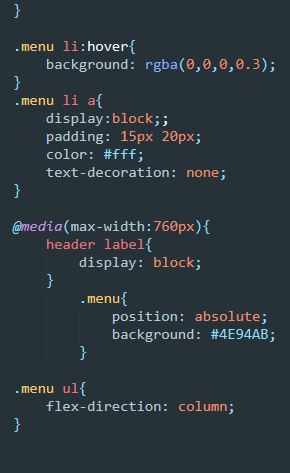 }
.menu li:hover{
background: rgba(0,0,0,0.3);
}
.menu li a{
display:block;;
padding: 15px 20px;
color: #fff;
text-decoration: none;
}
@media(max-width:760px){
header label{
display: block;
}
.menu{
position: absolute;
background: #4E94AB;
}
.menu ul{
flex-direction: column;
}